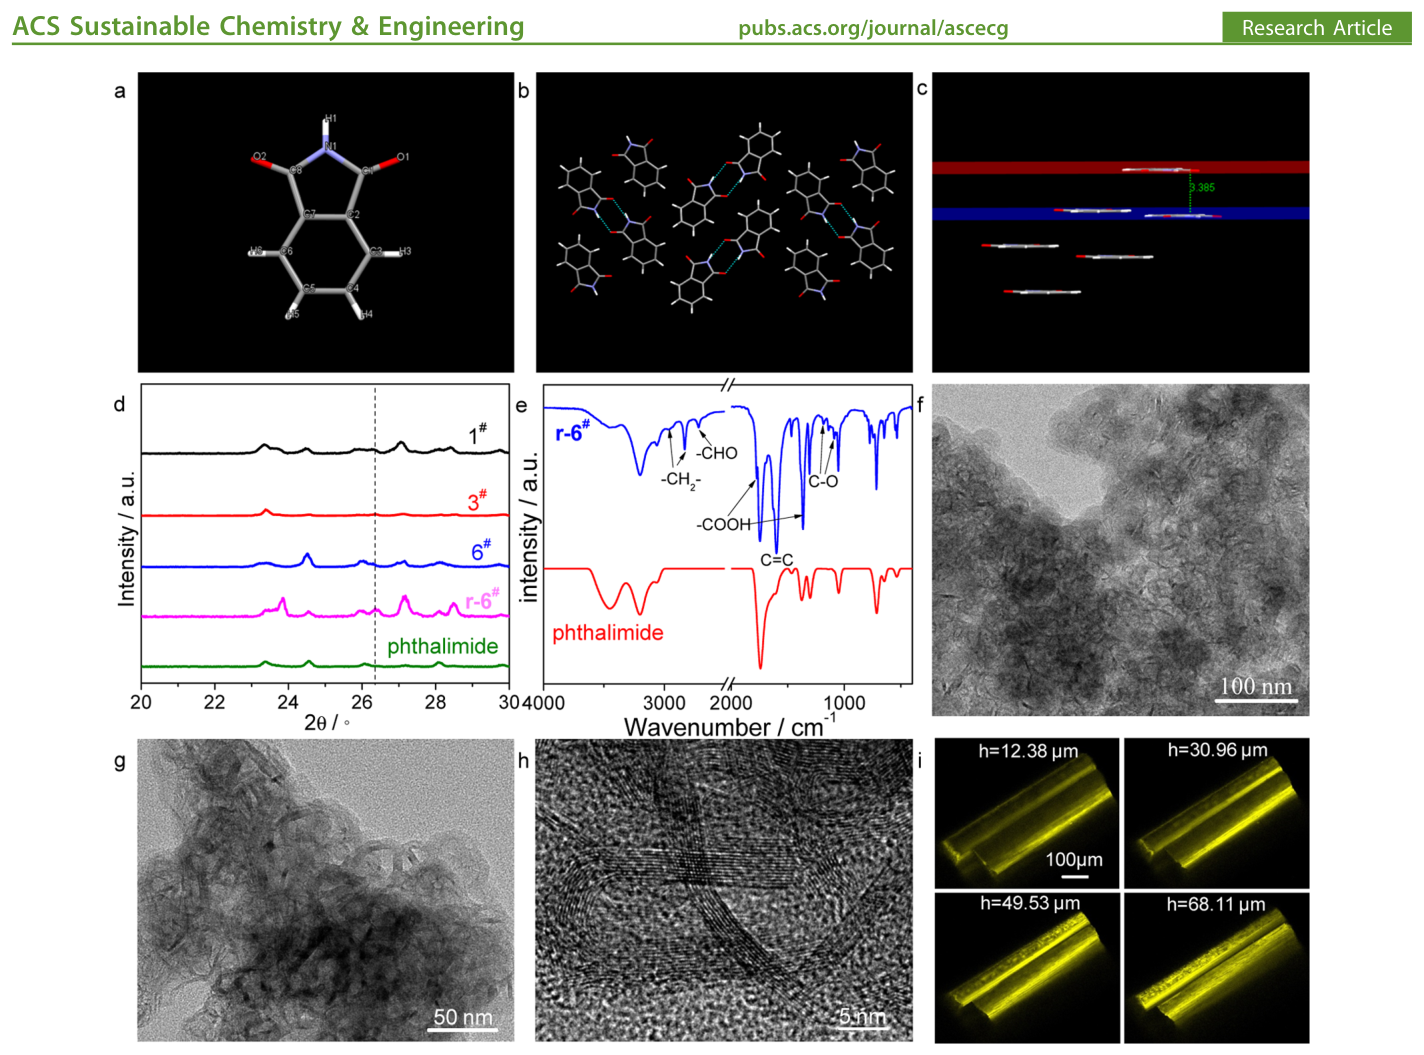 ACS Sustainable Chemistry & Engineering
pubs.acs.org/journal/ascecg
Research Article
a
H1
N1
O2
O1
C8
C1
C7
C2
H6
C6
C3
H3
C5
C4
H5
H4
b
c
3.385
d
1#
3#
6#
r-6#
phthalimide
Intensity / a.u.
20 22 24 26 28 30
2θ / °
e
r-6#
-CHO
-CH2-
C-O
-COOH
C=C
phthalimide
intensity / a.u.
4000 3000 2000 1000
Wavenumber / cm-1
f
100 nm
g
50 nm
h
5 nm
i
h=12.38 μm
100μm
h=30.96 μm
h=49.53 μm
h=68.11 μm